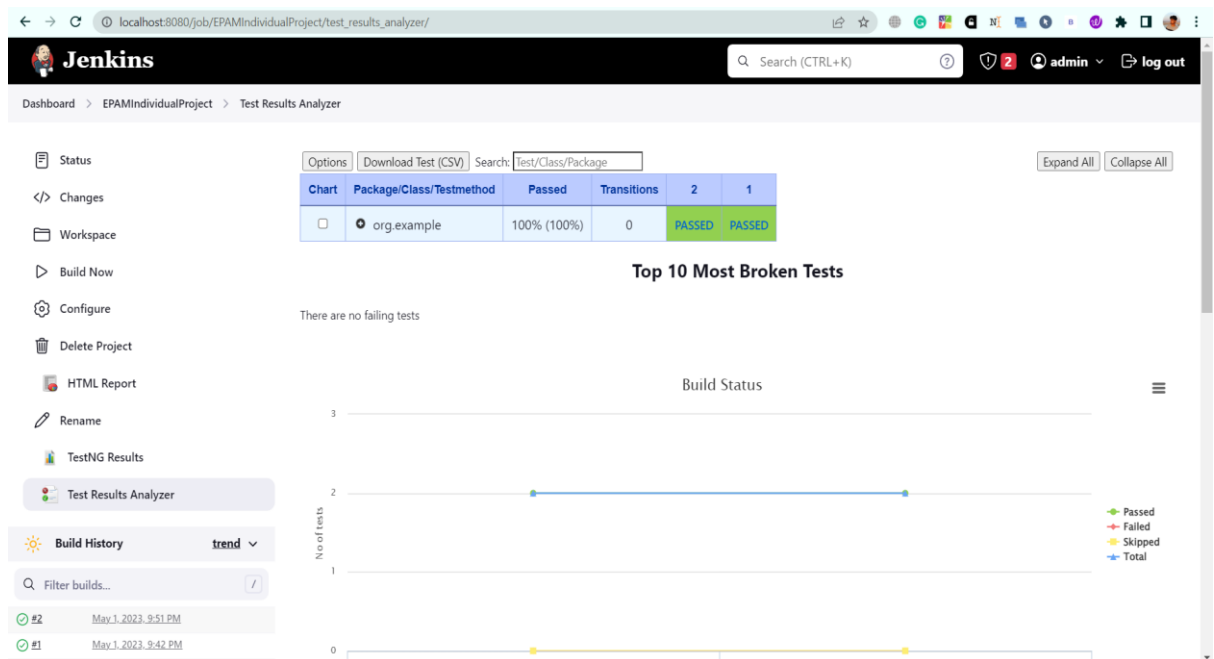 localhost:8080/job/EPAMIndividualProject/test_results_analyzer/
Jenkins
Search (CTRL+K)
?
2
admin
log out
Dashboard > EPAMIndividualProject > Test Results Analyzer
Status
Changes
Workspace
Build Now
Configure
Delete Project
HTML Report
Rename
TestNG Results
Test Results Analyzer
Build History trend
Filter builds... /
#2 May 1, 2023, 9:51 PM
#1 May 1, 2023, 9:42 PM
Options Download Test (CSV) Search: Test/Class/Package Expand All Collapse All
Chart Package/Class/Testmethod Passed Transitions 2 1
org.example 100% (100%) 0 PASSED PASSED
Top 10 Most Broken Tests
There are no failing tests
Build Status
3
2
1
0
No of tests
Passed
Failed
Skipped
Total